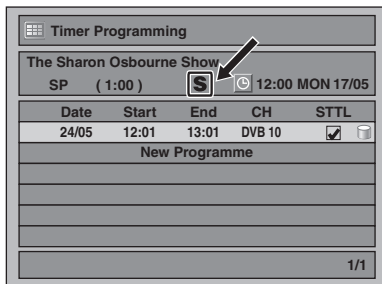 Timer Programming
The Sharon Osbourne Show
SP ( 1:00 ) S 12:00 MON 17/05
Date Start End CH STTL
24/05 12:01 13:01 DVB 10
New Programme
1/1